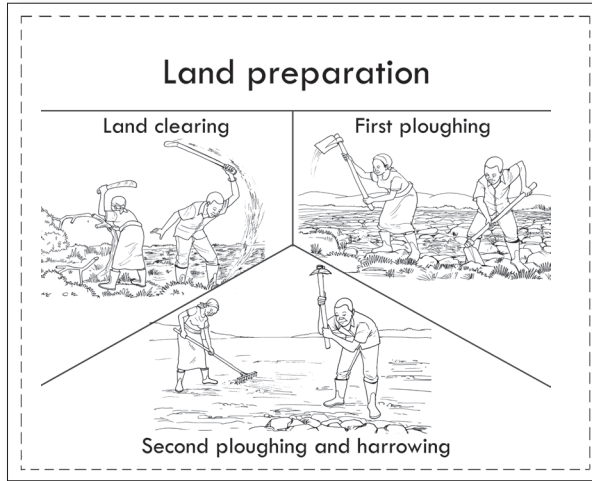 Land preparation
Land clearing
First ploughing
Second ploughing and harrowing